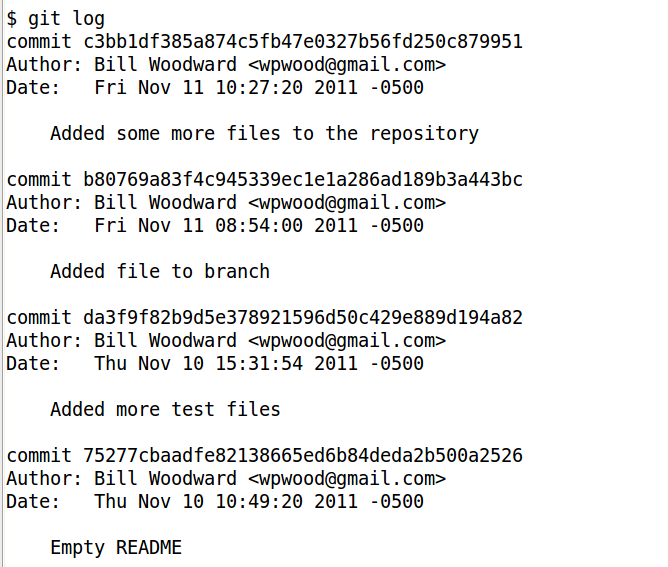 $ git log
commit c3bb1df385a874c5fb47e0327b56fd250c879951
Author: Bill Woodward <wpwood@gmail.com>
Date:   Fri Nov 11 10:27:20 2011 -0500
Added some more files to the repository
commit b80769a83f4c945339ec1e1a286ad189b3a443bc
Author: Bill Woodward <wpwood@gmail.com>
Date:   Fri Nov 11 08:54:00 2011 -0500
Added file to branch
commit da3f9f82b9d5e378921596d50c429e889d194a82
Author: Bill Woodward <wpwood@gmail.com>
Date:   Thu Nov 10 15:31:54 2011 -0500
Added more test files
commit 75277cbaadfe82138665ed6b84deda2b500a2526
Author: Bill Woodward <wpwood@gmail.com>
Date:   Thu Nov 10 10:49:20 2011 -0500
Empty README